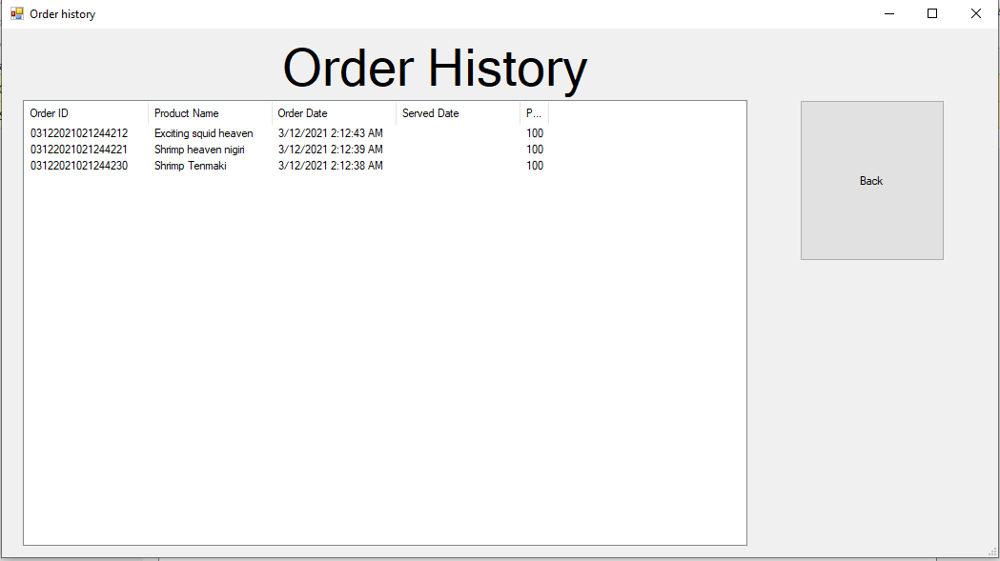 Order history
Order History
Order ID Product Name Order Date Served Date P...
03122021021244212 Exciting squid heaven 3/12/2021 2:12:43 AM 100
03122021021244221 Shrimp heaven nigiri 3/12/2021 2:12:39 AM 100
03122021021244230 Shrimp Tenmaki 3/12/2021 2:12:38 AM 100
Back